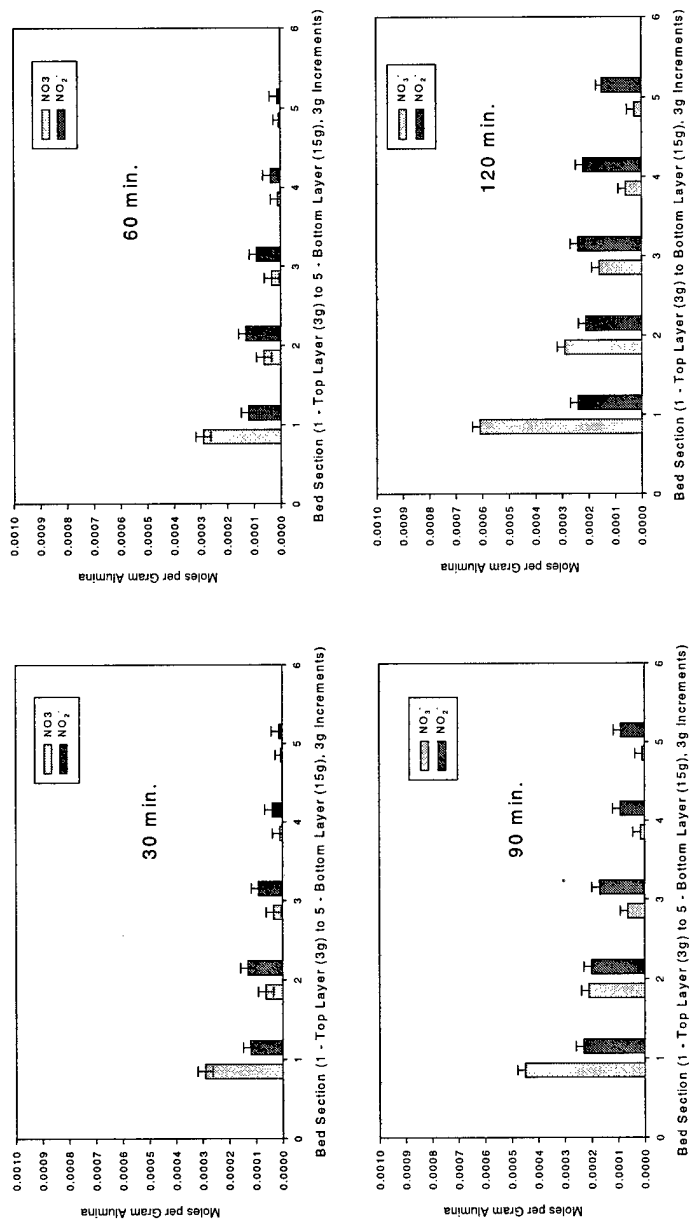 0.0010
0.0009
0.0008
0.0007
0.0006
0.0005
0.0004
0.0003
0.0002
0.0001
0.0000
Moles per Gram Alumina
NO3
NO₂⁻
30 min.
0 1 2 3 4 5 6
Bed Section (1 - Top Layer (3g) to 5 - Bottom Layer (15g), 3g Increments)
0.0010
0.0009
0.0008
0.0007
0.0006
0.0005
0.0004
0.0003
0.0002
0.0001
0.0000
Moles per Gram Alumina
NO3
NO₂⁻
60 min.
0 1 2 3 4 5 6
Bed Section (1 - Top Layer (3g) to 5 - Bottom Layer (15g), 3g Increments)
0.0010
0.0009
0.0008
0.0007
0.0006
0.0005
0.0004
0.0003
0.0002
0.0001
0.0000
Moles per Gram Alumina
NO₃⁻
NO₂⁻
90 min.
0 1 2 3 4 5 6
Bed Section (1 - Top Layer (3g) to 5 - Bottom Layer (15g), 3g Increments)
0.0010
0.0009
0.0008
0.0007
0.0006
0.0005
0.0004
0.0003
0.0002
0.0001
0.0000
Moles per Gram Alumina
NO₃⁻
NO₂⁻
120 min.
0 1 2 3 4 5 6
Bed Section (1 - Top Layer (3g) to Bottom Layer (15g), 3g Increments)